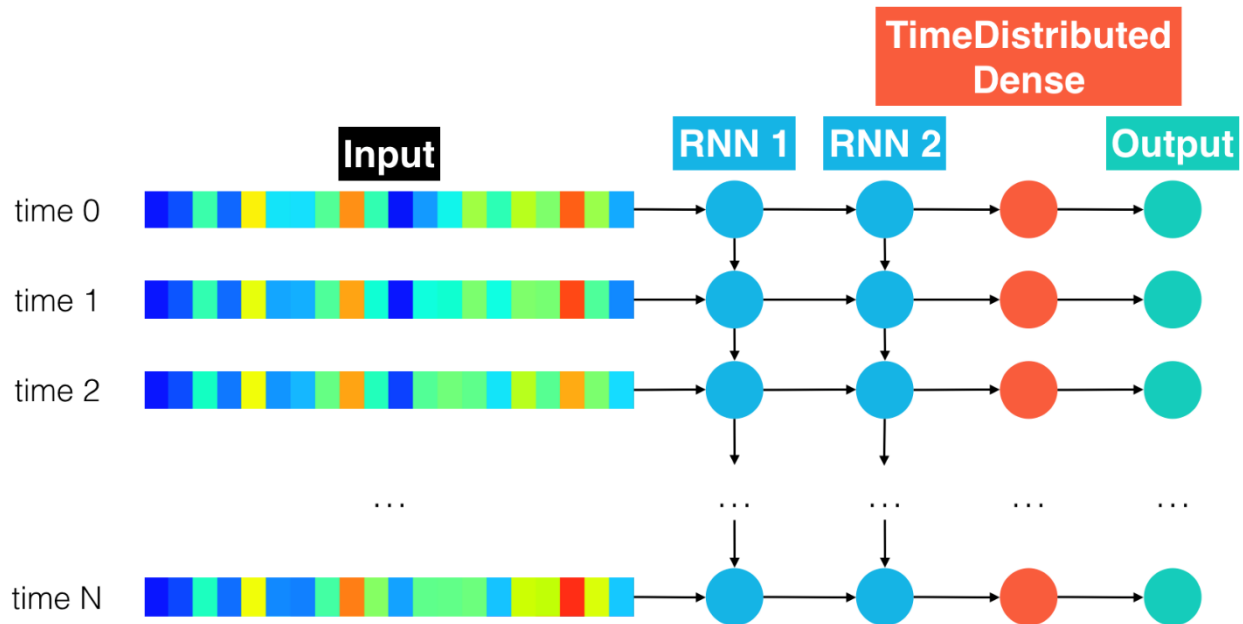 TimeDistributed
Dense
Input
RNN 1
RNN 2
Output
time 0
time 1
time 2
... ... ... ... ...
time N